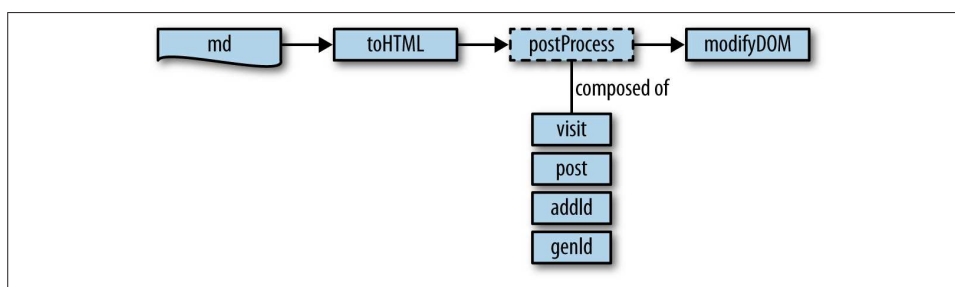 md
toHTML
postProcess
modifyDOM
composed of
visit
post
addId
genId